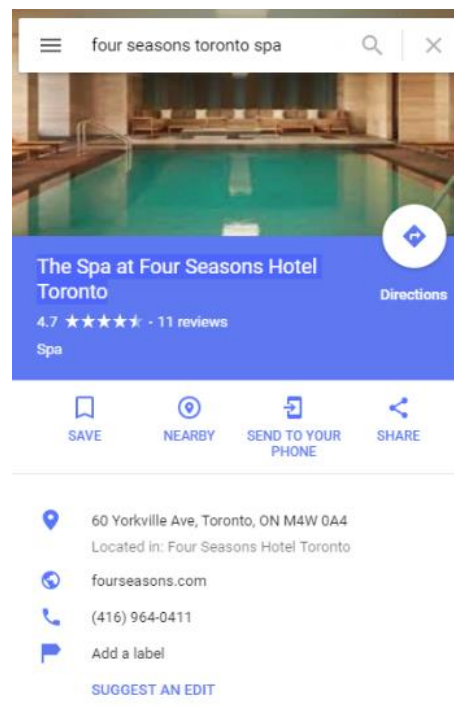 four seasons toronto spa
The Spa at Four Seasons Hotel
Toronto
Directions
4.7 ★★★★★ - 11 reviews
Spa
SAVE
NEARBY
SEND TO YOUR
PHONE
SHARE
60 Yorkville Ave, Toronto, ON M4W 0A4
Located in: Four Seasons Hotel Toronto
fourseasons.com
(416) 964-0411
Add a label
SUGGEST AN EDIT